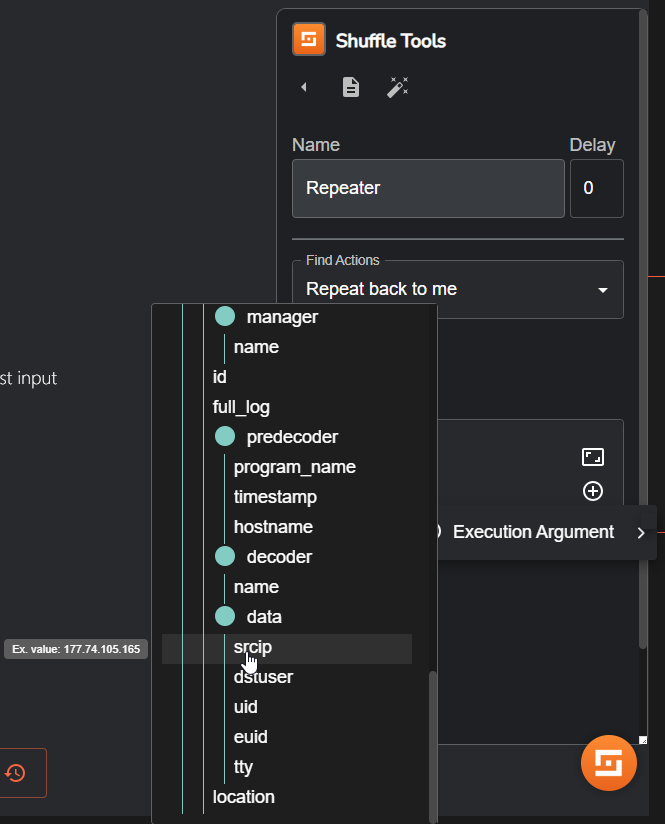 Shuffle Tools
Name
Delay
Repeater
0
Find Actions
Repeat back to me
st input
manager
name
id
full_log
predecoder
program_name
timestamp
hostname
decoder
name
data
srcip
dstuser
uid
euid
tty
location
Execution Argument
Ex. value: 177.74.105.165